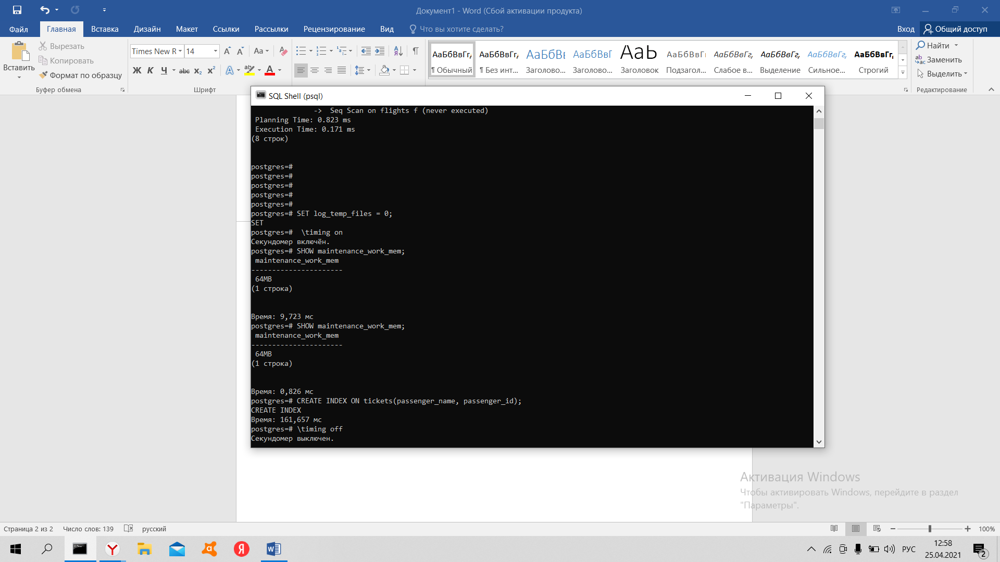 Документ1 - Word (Сбой активации продукта)
Файл Главная Вставка Дизайн Макет Ссылки Рассылки Рецензирование Вид Что вы хотите сделать? Вход Общий доступ
Вставить
Вырезать
Копировать
Формат по образцу
Буфер обмена
Times New R 14 Aa
Ж К Ч abc x₂ x² A ab A
Шрифт
АаБбВвГг, АаБбВвГг, АаБбВв АаБбВвГ АаЬ АаБбВвГг АаБбВвГг, АаБбВвГг, АаБбВвГг, АаБбВвГг,
¶ Обычный ¶ Без инт... Заголово... Заголово... Заголовок Подзагол... Слабое в... Выделение Сильное... Строгий
Найти
Заменить
Выделить
Редактирование
SQL Shell (psql)
-> Seq Scan on flights f (never executed)
Planning Time: 0.823 ms
Execution Time: 0.171 ms
(8 строк)
postgres=#
postgres=#
postgres=#
postgres=#
postgres=#
postgres=# SET log_temp_files = 0;
SET
postgres=#  \timing on
Секундомер включён.
postgres=# SHOW maintenance_work_mem;
maintenance_work_mem
----------------------
64MB
(1 строка)
Время: 9,723 мс
postgres=# SHOW maintenance_work_mem;
maintenance_work_mem
----------------------
64MB
(1 строка)
Время: 0,826 мс
postgres=# CREATE INDEX ON tickets(passenger_name, passenger_id);
CREATE INDEX
Время: 161,657 мс
postgres=# \timing off
Секундомер выключен.
Активация Windows
Чтобы активировать Windows, перейдите в раздел
"Параметры".
Страница 2 из 2 Число слов: 139 русский 100%
РУС
12:58
25.04.2021
2